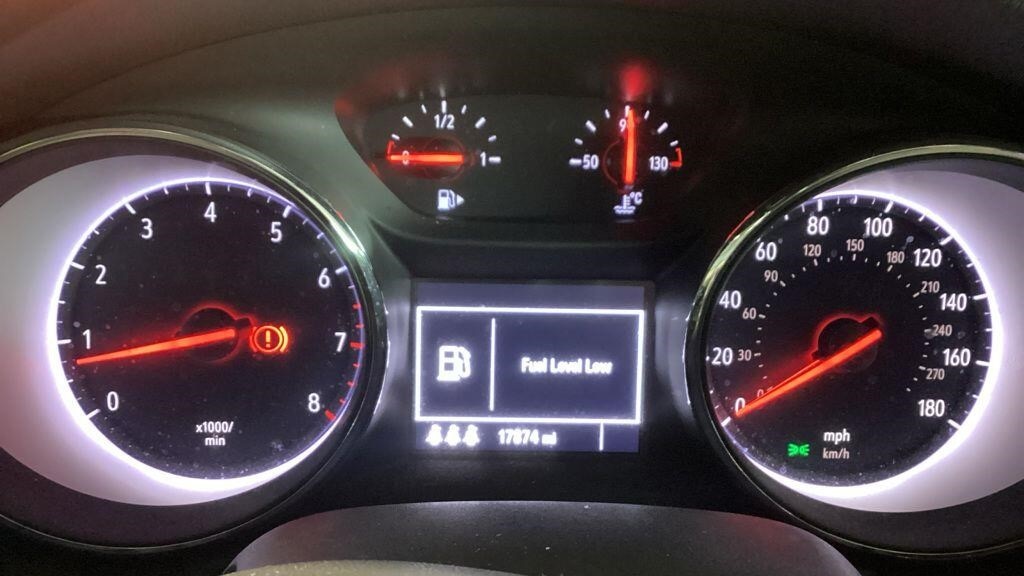 0 1/2 1
50 90 130
°C
0 1 2 3 4 5 6 7 8
x1000/
min
Fuel Level Low
17874 mi
0 20 40 60 80 100 120 140 160 180
30 60 90 120 150 180 210 240 270
mph
km/h